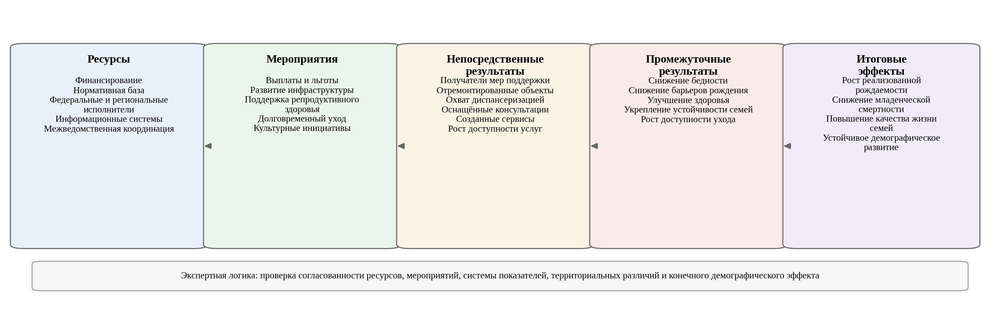 Ресурсы
Финансирование
Нормативная база
Федеральные и региональные
исполнители
Информационные системы
Межведомственная координация
Мероприятия
Выплаты и льготы
Развитие инфраструктуры
Поддержка репродуктивного
здоровья
Долговременный уход
Культурные инициативы
Непосредственные
результаты
Получатели мер поддержки
Отремонтированные объекты
Охват диспансеризацией
Оснащённые консультации
Созданные сервисы
Рост доступности услуг
Промежуточные
результаты
Снижение бедности
Снижение барьеров рождения
Улучшение здоровья
Укрепление устойчивости семей
Рост доступности ухода
Итоговые
эффекты
Рост реализованной
рождаемости
Снижение младенческой
смертности
Повышение качества жизни
семей
Устойчивое демографическое
развитие
Экспертная логика: проверка согласованности ресурсов, мероприятий, системы показателей, территориальных различий и конечного демографического эффекта